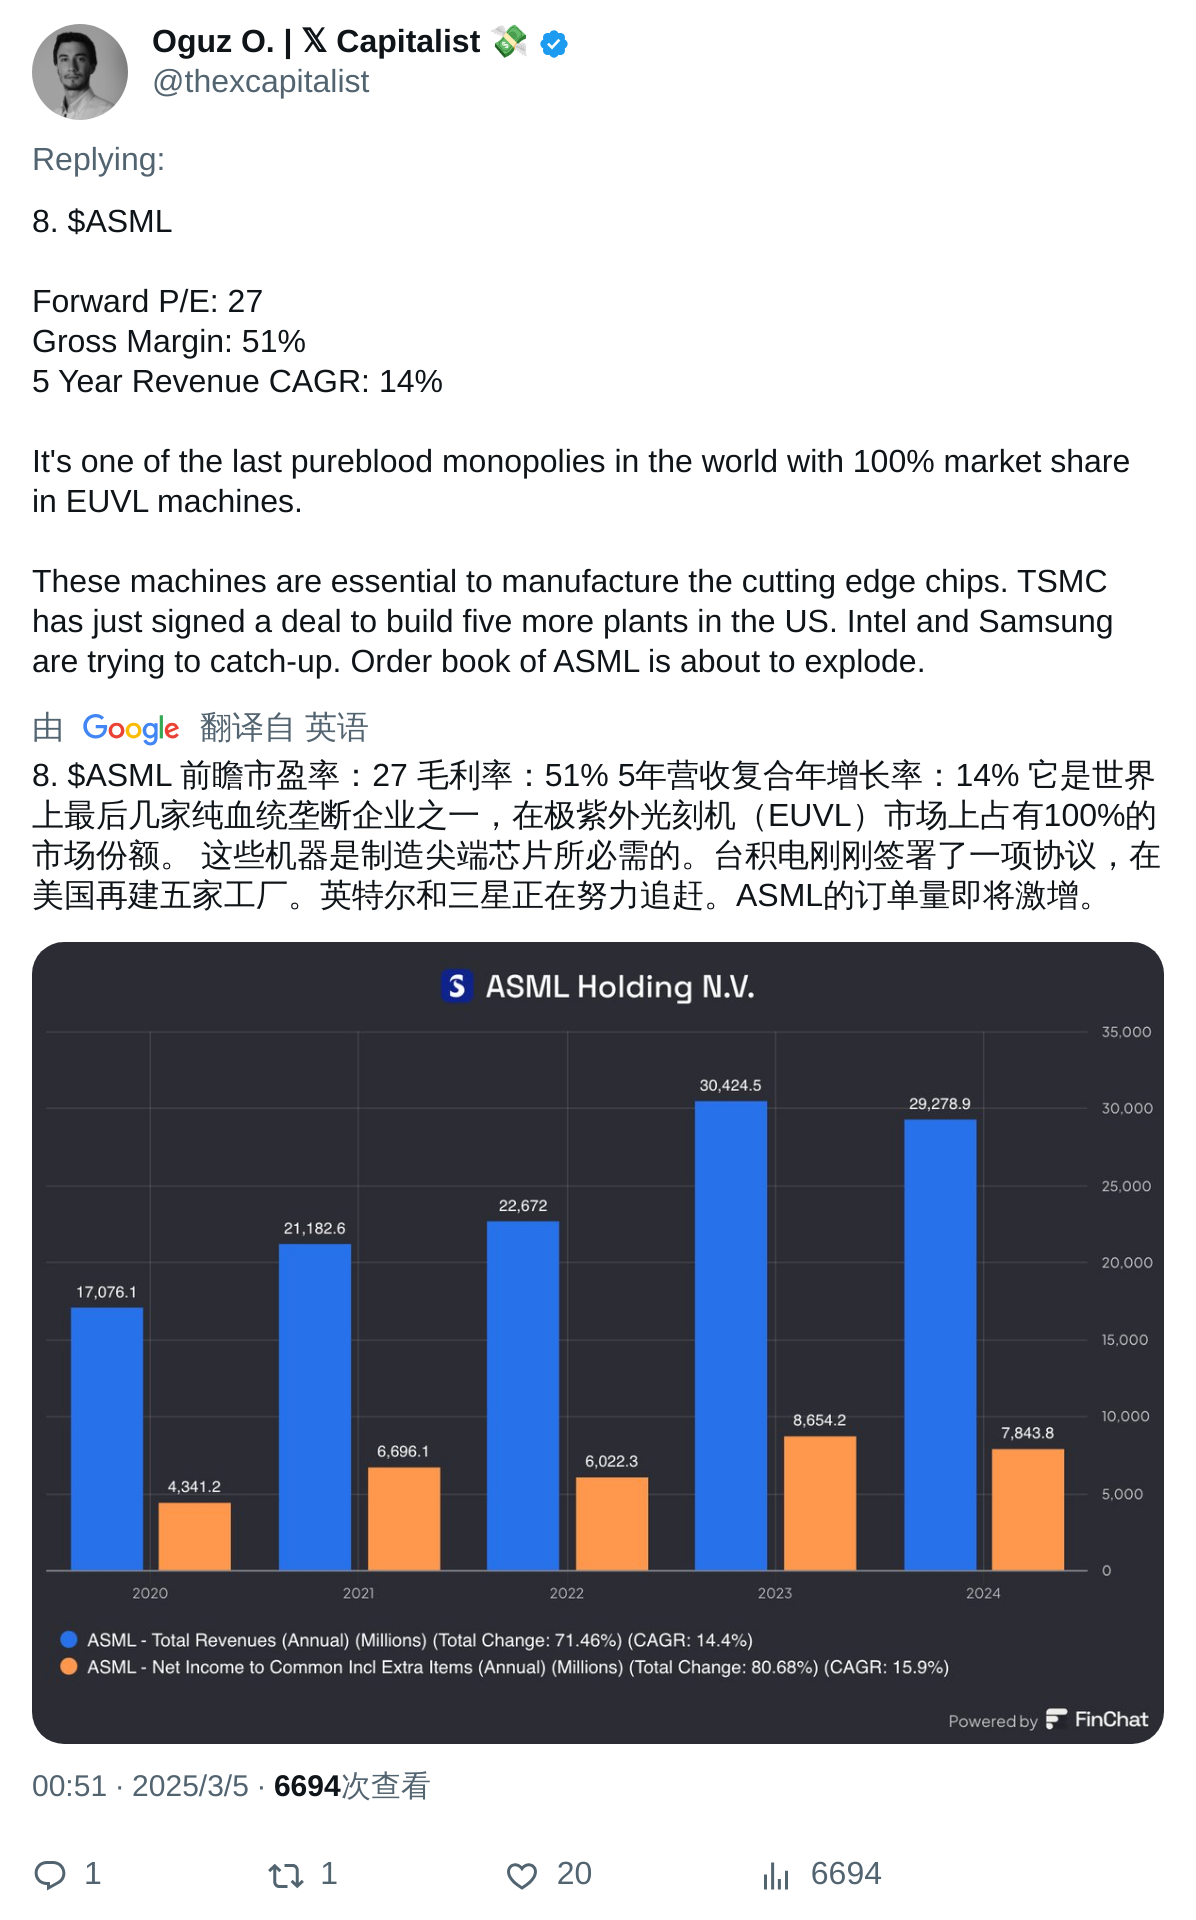 Oguz O. | 𝕏 Capitalist 💸
@thexcapitalist
Replying:
8. $ASML
Forward P/E: 27
Gross Margin: 51%
5 Year Revenue CAGR: 14%
It's one of the last pureblood monopolies in the world with 100% market share
in EUVL machines.
These machines are essential to manufacture the cutting edge chips. TSMC
has just signed a deal to build five more plants in the US. Intel and Samsung
are trying to catch-up. Order book of ASML is about to explode.
由 Google 翻译自 英语
8. $ASML 前瞻市盈率：27 毛利率：51% 5年营收复合年增长率：14% 它是世界
上最后几家纯血统垄断企业之一，在极紫外光刻机（EUVL）市场上占有100%的
市场份额。 这些机器是制造尖端芯片所必需的。台积电刚刚签署了一项协议，在
美国再建五家工厂。英特尔和三星正在努力追赶。ASML的订单量即将激增。
ASML Holding N.V.
35,000
30,424.5
29,278.9
30,000
25,000
22,672
21,182.6
20,000
17,076.1
15,000
10,000
8,654.2
7,843.8
6,696.1
6,022.3
4,341.2
5,000
0
2020 2021 2022 2023 2024
ASML - Total Revenues (Annual) (Millions) (Total Change: 71.46%) (CAGR: 14.4%)
ASML - Net Income to Common Incl Extra Items (Annual) (Millions) (Total Change: 80.68%) (CAGR: 15.9%)
Powered by FinChat
00:51 · 2025/3/5 · 6694次查看
1 1 20 6694